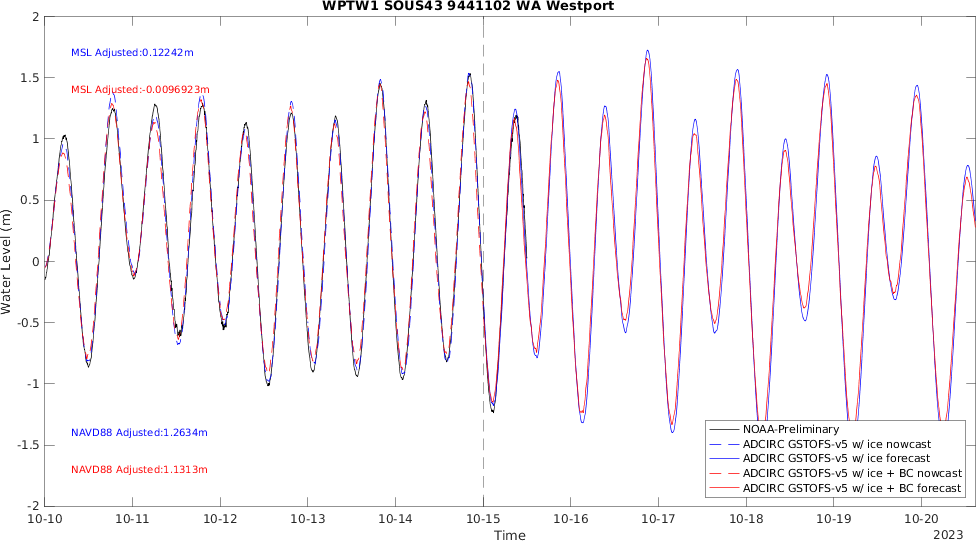 WPTW1 SOUS43 9441102 WA Westport
2
1.5
1
0.5
0
-0.5
-1
-1.5
-2
Water Level (m)
MSL Adjusted:0.12242m
MSL Adjusted:-0.0096923m
NAVD88 Adjusted:1.2634m
NAVD88 Adjusted:1.1313m
NOAA-Preliminary
ADCIRC GSTOFS-v5 w/ ice nowcast
ADCIRC GSTOFS-v5 w/ ice forecast
ADCIRC GSTOFS-v5 w/ ice + BC nowcast
ADCIRC GSTOFS-v5 w/ ice + BC forecast
10-10 10-11 10-12 10-13 10-14 10-15 10-16 10-17 10-18 10-19 10-20
Time
2023